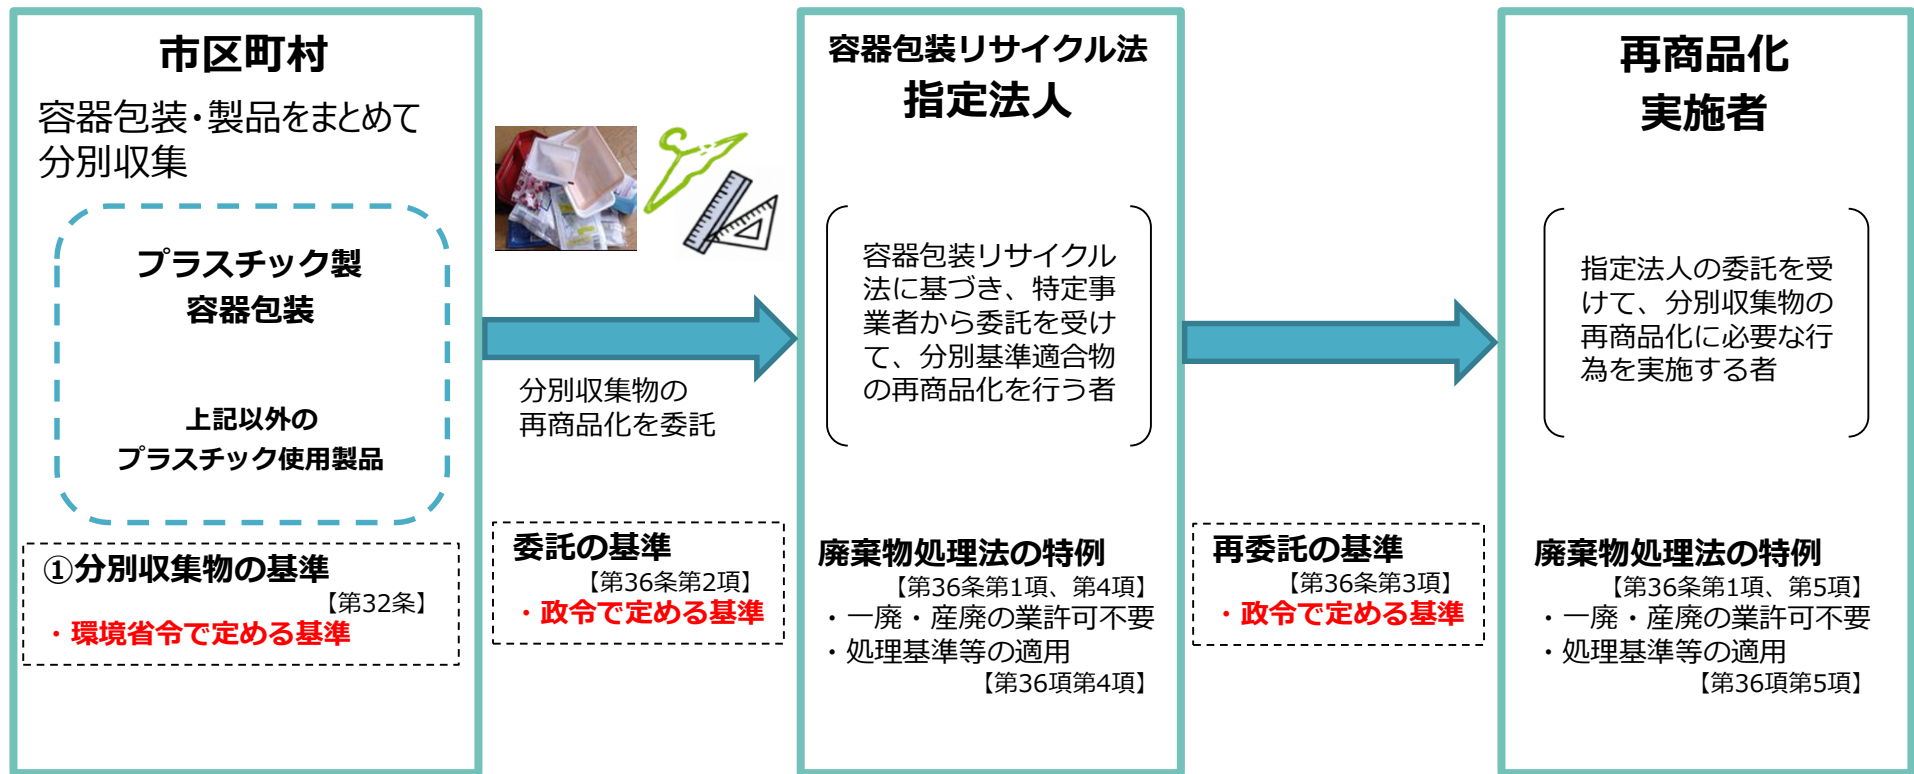 市区町村
容器包装・製品をまとめて
分別収集
プラスチック製
容器包装
上記以外の
プラスチック使用製品
①分別収集物の基準
【第32条】
・環境省令で定める基準
分別収集物の
再商品化を委託
委託の基準
【第36条第2項】
・政令で定める基準
容器包装リサイクル法
指定法人
容器包装リサイクル
法に基づき、特定事
業者から委託を受け
て、分別基準適合物
の再商品化を行う者
廃棄物処理法の特例
【第36条第1項、第4項】
・一廃・産廃の業許可不要
・処理基準等の適用
【第36項第4項】
再委託の基準
【第36条第3項】
・政令で定める基準
再商品化
実施者
指定法人の委託を受
けて、分別収集物の
再商品化に必要な行
為を実施する者
廃棄物処理法の特例
【第36条第1項、第5項】
・一廃・産廃の業許可不要
・処理基準等の適用
【第36項第5項】